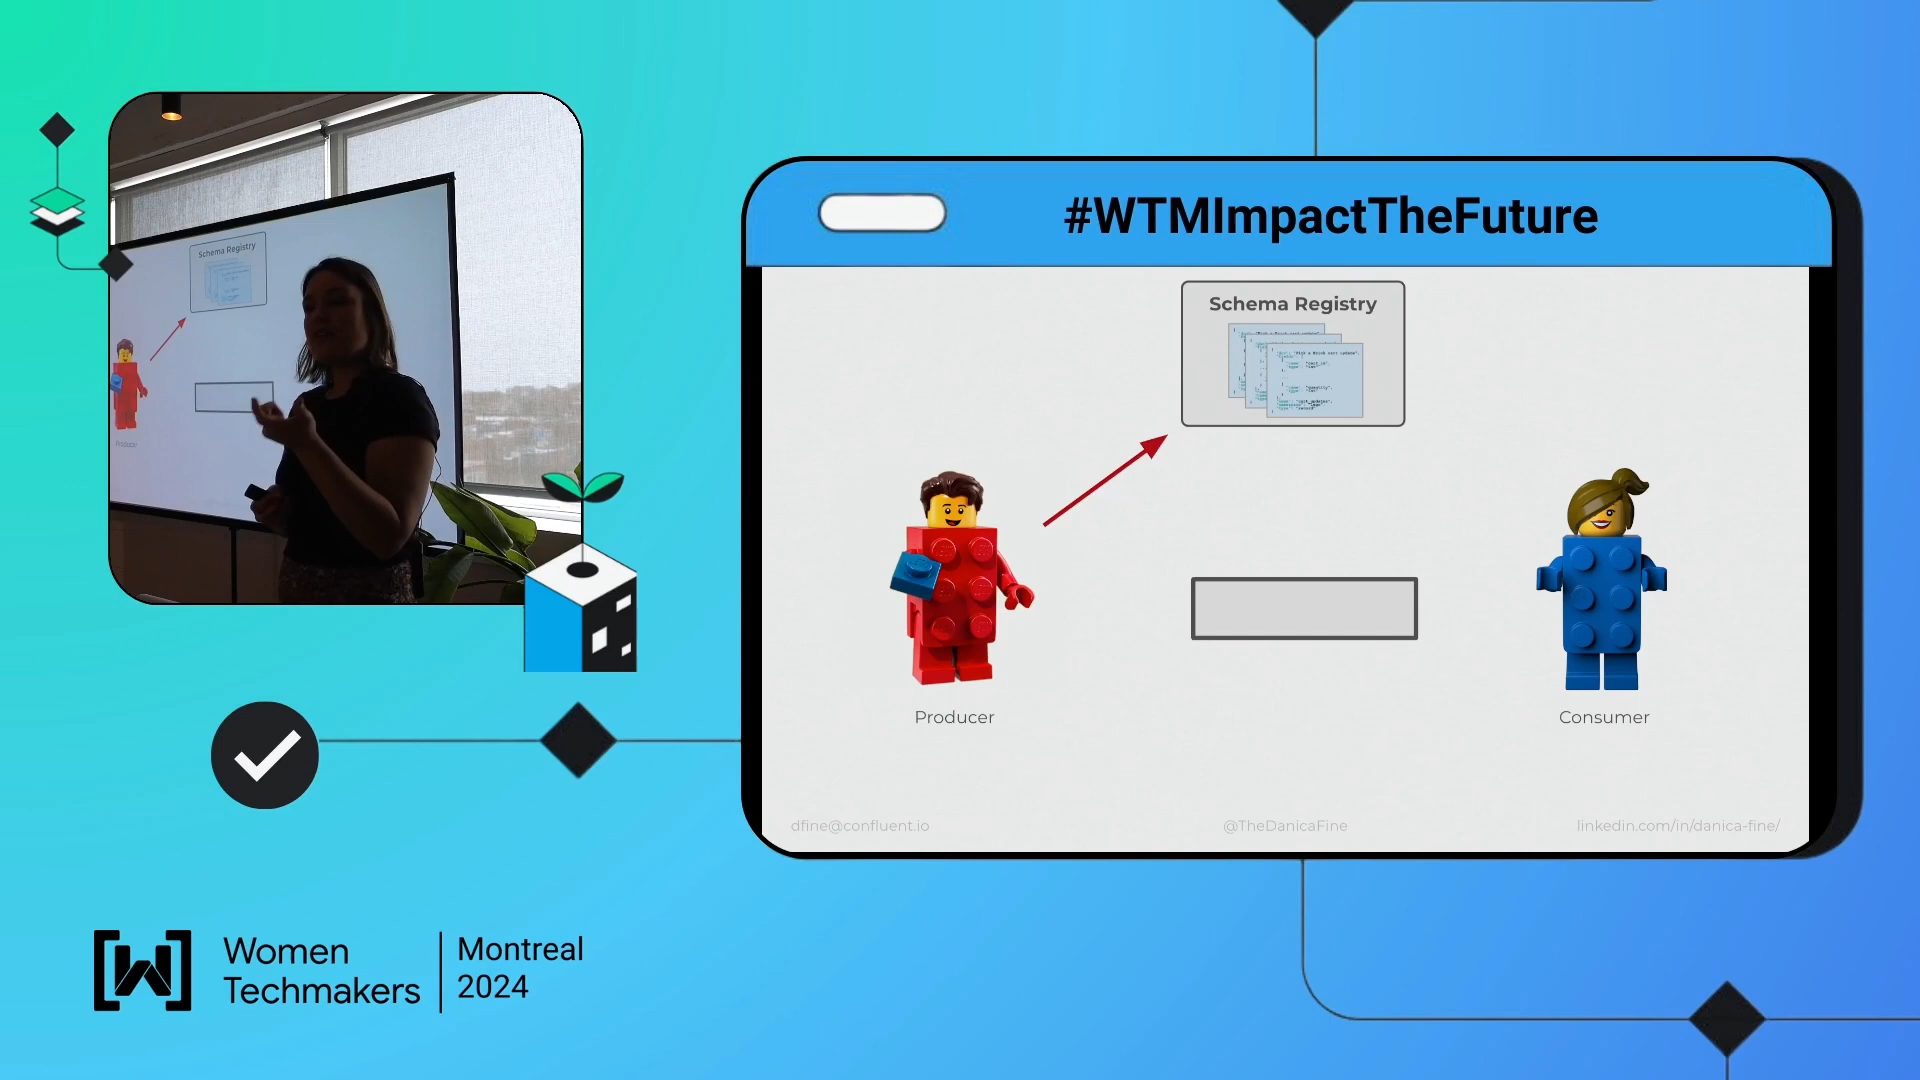 #WTMImpactTheFuture
Schema Registry
Schema Registry
Producer
Producer
Consumer
dfine@confluent.io
@TheDanicaFine
linkedin.com/in/danica-fine/
Women
Techmakers
Montreal
2024